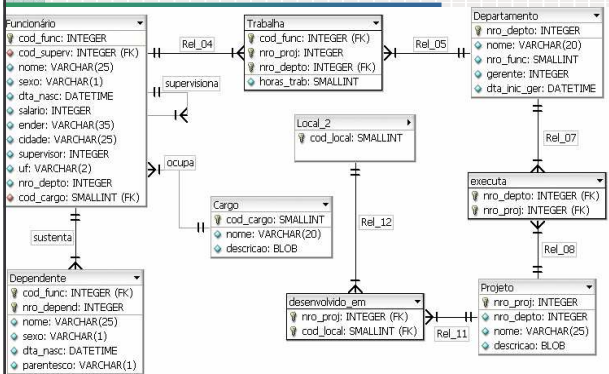 Funcionário
cod_func: INTEGER
cod_superv: INTEGER (FK)
nome: VARCHAR(25)
sexo: VARCHAR(1)
dta_nasc: DATETIME
salario: INTEGER
ender: VARCHAR(35)
cidade: VARCHAR(25)
supervisor: INTEGER
uf: VARCHAR(2)
nro_depto: INTEGER
cod_cargo: SMALLINT (FK)
Rel_04
Trabalha
cod_func: INTEGER (FK)
nro_proj: INTEGER
nro_depto: INTEGER (FK)
horas_trab: SMALLINT
Rel_05
Departamento
nro_depto: INTEGER
nome: VARCHAR(20)
nro_func: SMALLINT
gerente: INTEGER
dta_inic_ger: DATETIME
supervisiona
Local_2
cod_local: SMALLINT
Rel_07
ocupa
executa
nro_depto: INTEGER (FK)
nro_proj: INTEGER (FK)
Cargo
cod_cargo: SMALLINT
nome: VARCHAR(20)
descricao: BLOB
Rel_12
sustenta
Rel_08
Dependente
cod_func: INTEGER (FK)
nro_depend: INTEGER
nome: VARCHAR(25)
sexo: VARCHAR(1)
dta_nasc: DATETIME
parentesco: VARCHAR(1)
desenvolvido_em
nro_proj: INTEGER (FK)
cod_local: SMALLINT (FK)
Rel_11
Projeto
nro_proj: INTEGER
nro_depto: INTEGER
nome: VARCHAR(25)
descricao: BLOB